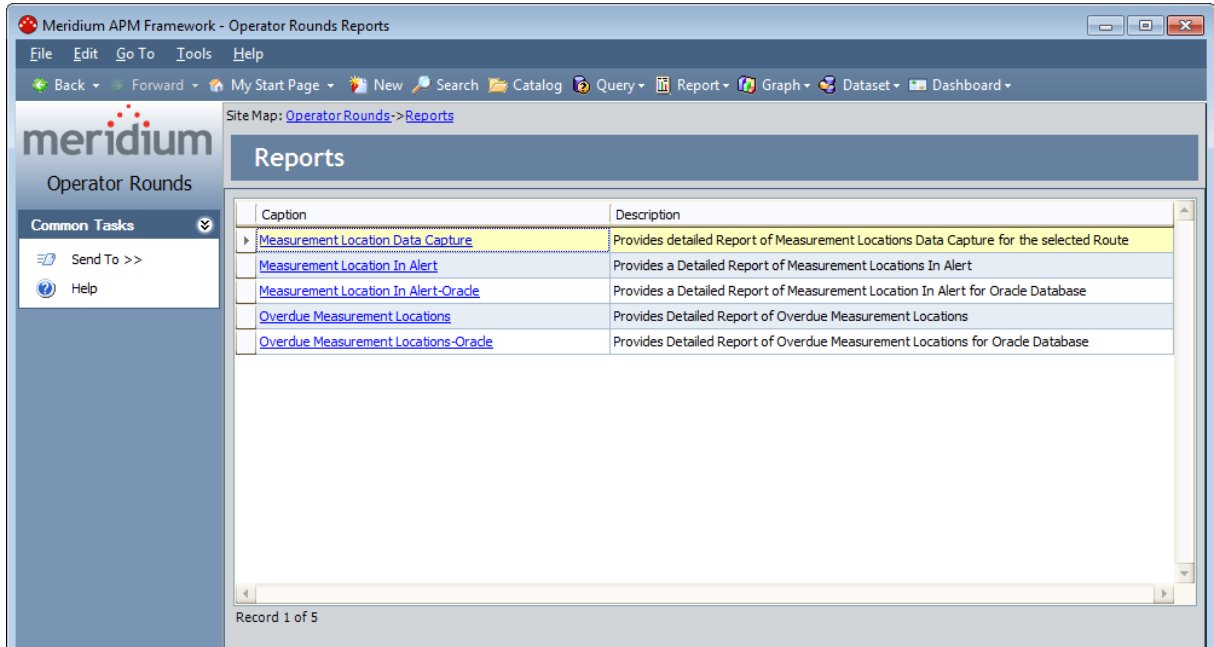 Meridium APM Framework - Operator Rounds Reports
File Edit Go To Tools Help
Back Forward My Start Page New Search Catalog Query Report Graph Dataset Dashboard
meridium
Operator Rounds
Common Tasks
Send To >>
Help
Site Map: Operator Rounds->Reports
Reports
Caption Description
Measurement Location Data Capture Provides detailed Report of Measurement Locations Data Capture for the selected Route
Measurement Location In Alert Provides a Detailed Report of Measurement Locations In Alert
Measurement Location In Alert-Oracle Provides a Detailed Report of Measurement Location In Alert for Oracle Database
Overdue Measurement Locations Provides Detailed Report of Overdue Measurement Locations
Overdue Measurement Locations-Oracle Provides Detailed Report of Overdue Measurement Locations for Oracle Database
Record 1 of 5